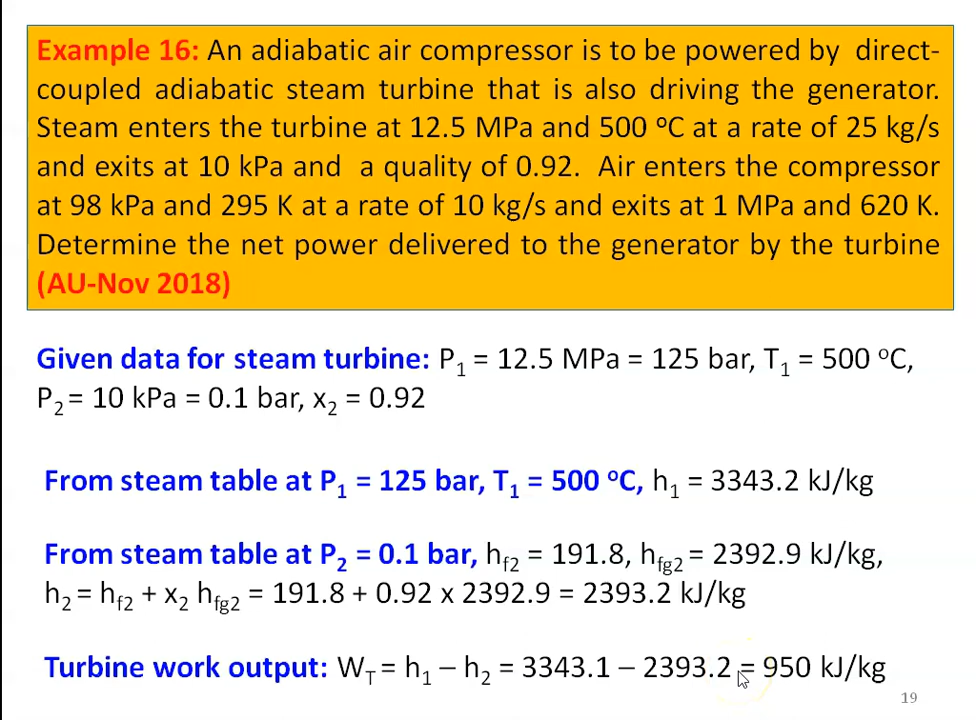 Example 16: An adiabatic air compressor is to be powered by direct-
coupled adiabatic steam turbine that is also driving the generator.
Steam enters the turbine at 12.5 MPa and 500 ᵒC at a rate of 25 kg/s
and exits at 10 kPa and a quality of 0.92. Air enters the compressor
at 98 kPa and 295 K at a rate of 10 kg/s and exits at 1 MPa and 620 K.
Determine the net power delivered to the generator by the turbine
(AU-Nov 2018)
Given data for steam turbine: P₁ = 12.5 MPa = 125 bar, T₁ = 500 ᵒC,
P₂ = 10 kPa = 0.1 bar, x₂ = 0.92
From steam table at P₁ = 125 bar, T₁ = 500 ᵒC, h₁ = 3343.2 kJ/kg
From steam table at P₂ = 0.1 bar, hf2 = 191.8, hfg2 = 2392.9 kJ/kg,
h₂ = hf2 + x₂ hfg2 = 191.8 + 0.92 x 2392.9 = 2393.2 kJ/kg
Turbine work output: WT = h₁ – h₂ = 3343.1 – 2393.2 = 950 kJ/kg
19